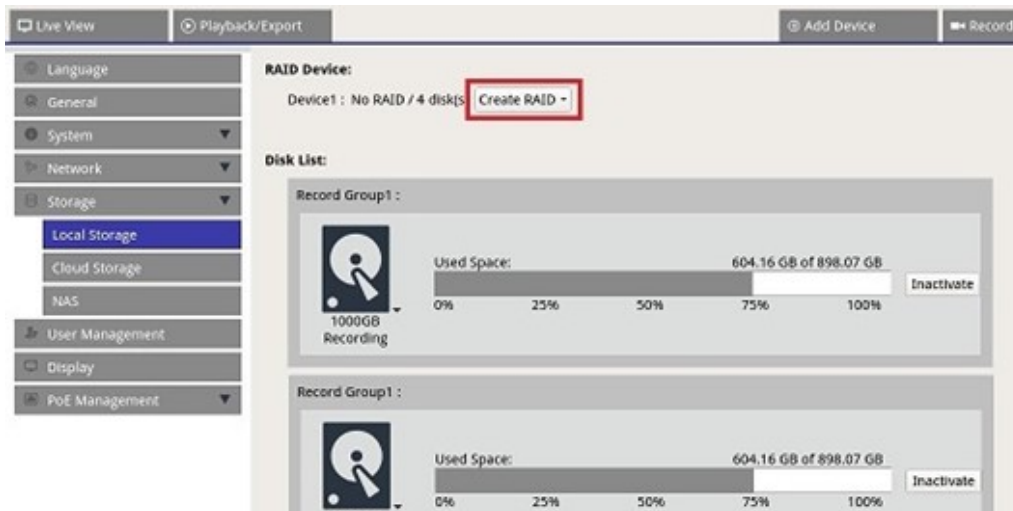 Live View Playback/Export Add Device Record
Language
General
System
Network
Storage
Local Storage
Cloud Storage
NAS
User Management
Display
PoE Management
RAID Device:
Device1 : No RAID / 4 disk(s Create RAID
Disk List:
Record Group1 :
Used Space: 604.16 GB of 898.07 GB
Inactivate
0% 25% 50% 75% 100%
1000GB
Recording
Record Group1 :
Used Space: 604.16 GB of 898.07 GB
Inactivate
0% 25% 50% 75% 100%